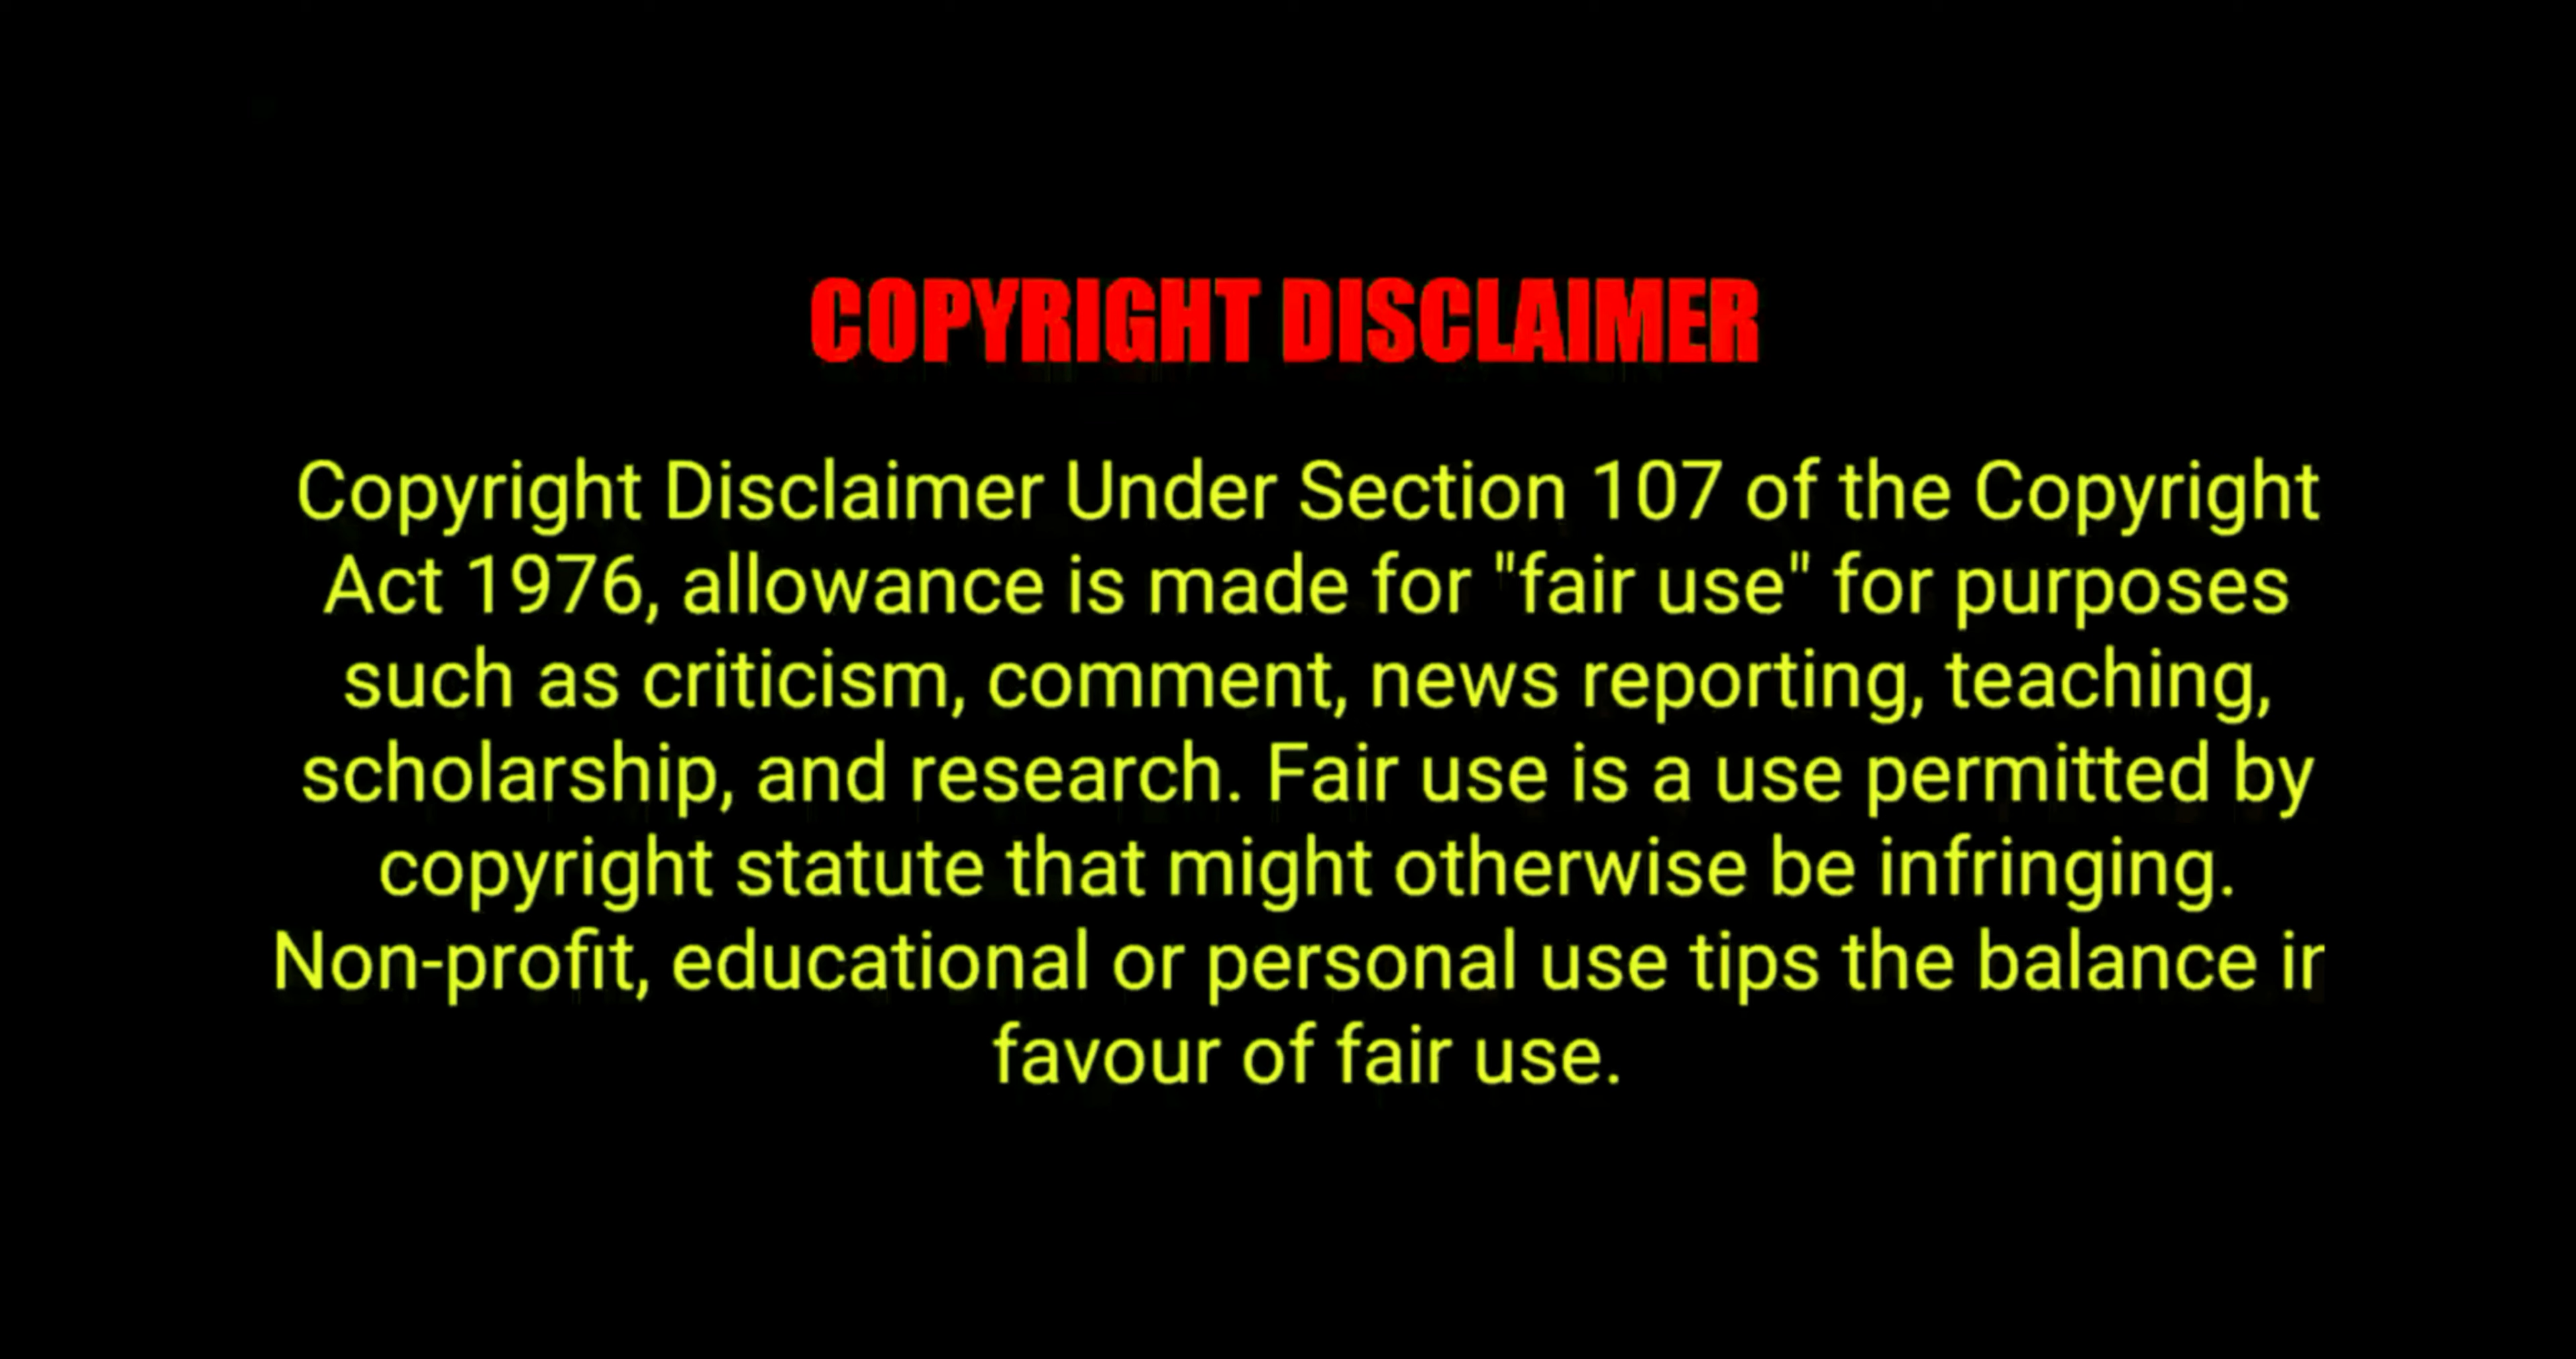 COPYRIGHT DISCLAIMER
Copyright Disclaimer Under Section 107 of the Copyright
Act 1976, allowance is made for "fair use" for purposes
such as criticism, comment, news reporting, teaching,
scholarship, and research. Fair use is a use permitted by
copyright statute that might otherwise be infringing.
Non-profit, educational or personal use tips the balance ir
favour of fair use.